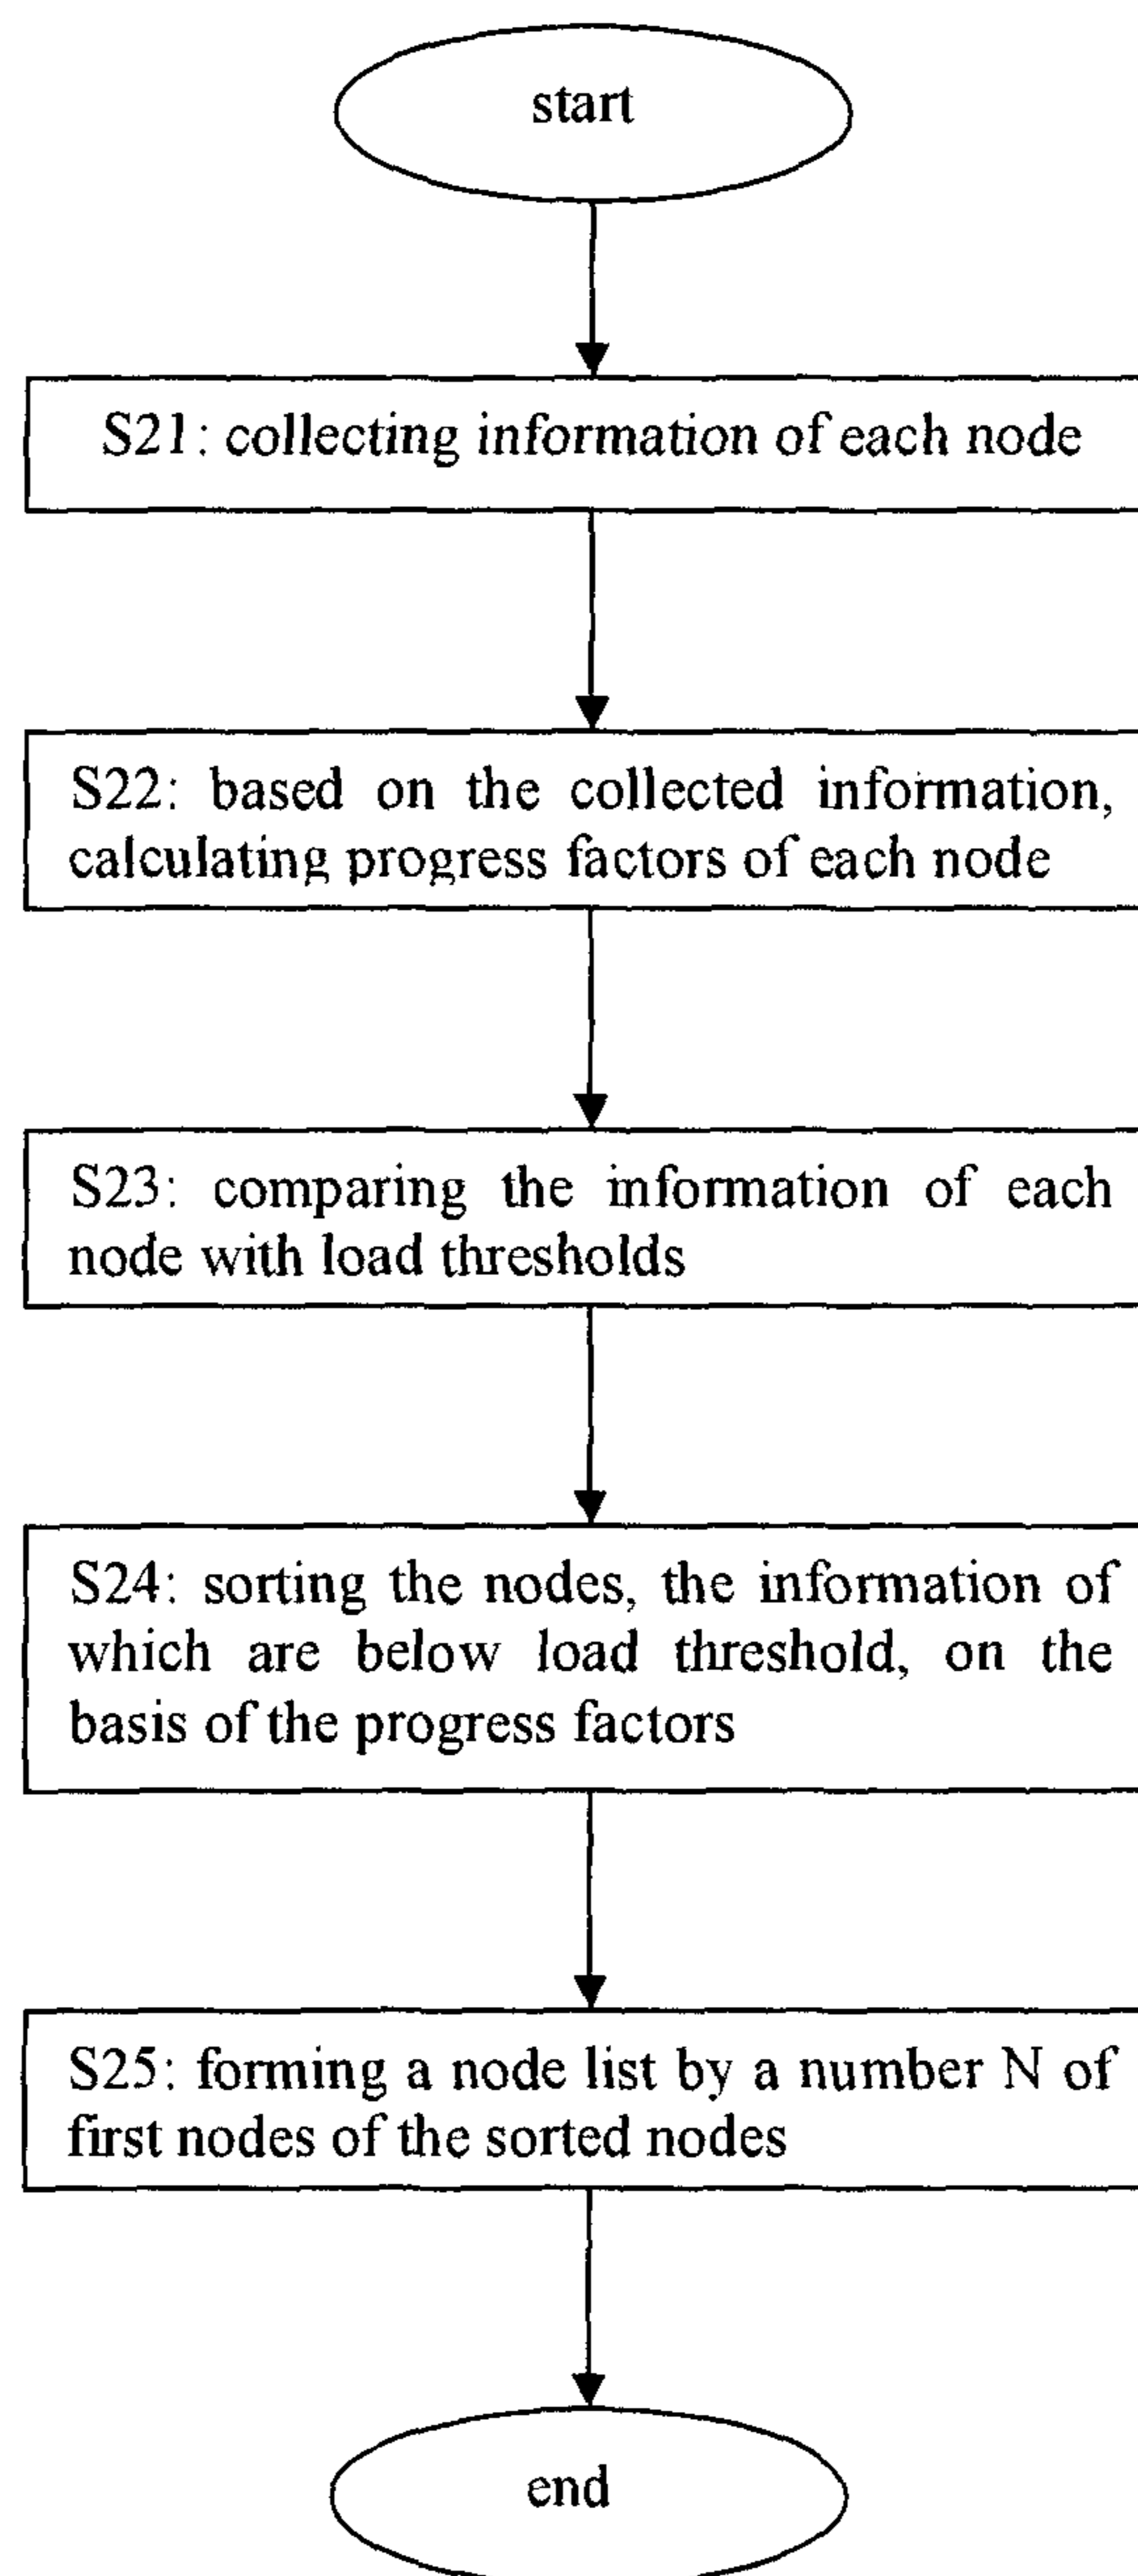 start
S21: collecting information of each node
S22: based on the collected information,
calculating progress factors of each node
S23: comparing the information of each
node with load thresholds
S24: sorting the nodes, the information of
which are below load threshold, on the
basis of the progress factors
S25: forming a node list by a number N of
first nodes of the sorted nodes
end